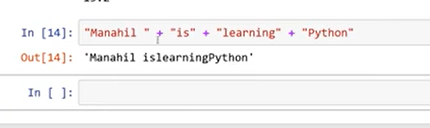 In [14]: "Manahil " + "is" + "learning" + "Python"
Out[14]: 'Manahil islearningPython'
In [ ]: